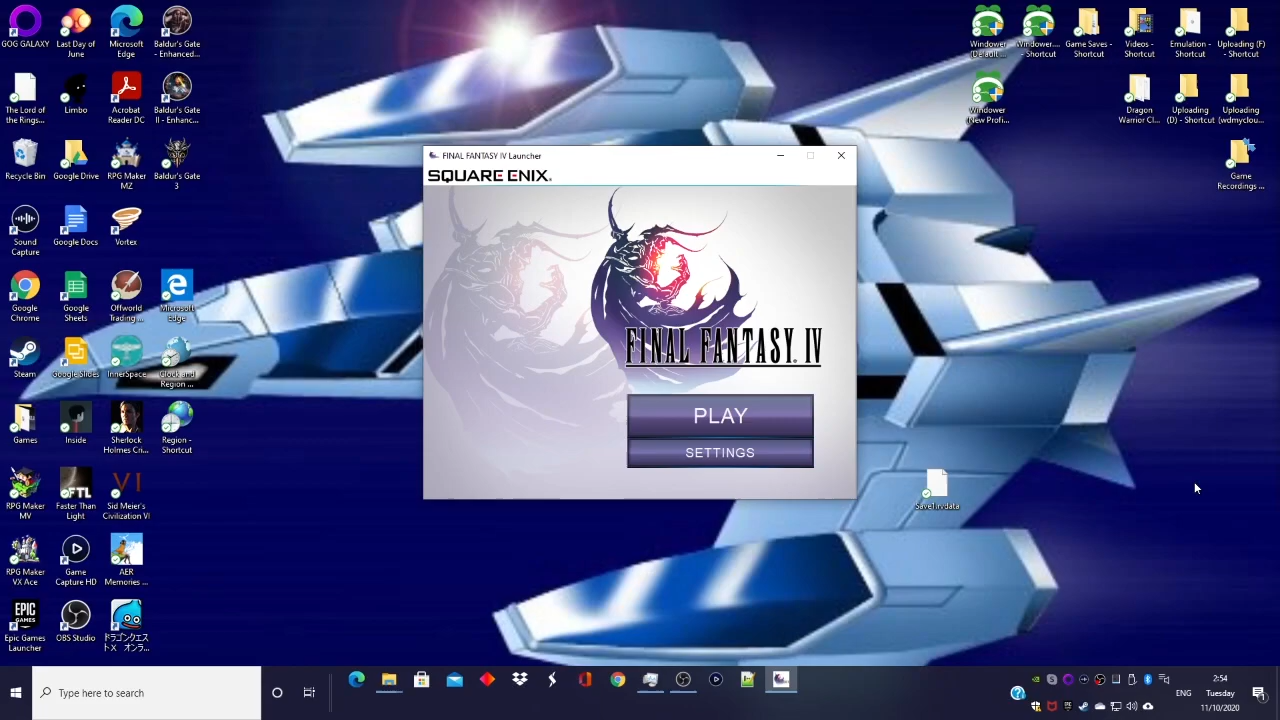 GOG GALAXY
Last Day of
June
Microsoft
Edge
Baldur's Gate
- Enhanced...
The Lord of
the Rings...
Limbo
Acrobat
Reader DC
Baldur's Gate
II - Enhanc...
Recycle Bin
Google Drive
RPG Maker
MZ
Baldur's Gate
3
Sound
Capture
Google Docs
Vortex
Google
Chrome
Google
Sheets
Offworld
Trading ...
Microsoft
Edge
Steam
Google Slides
InnerSpace
Clock and
Region ...
Games
Inside
Sherlock
Holmes Cri...
Region -
Shortcut
RPG Maker
MV
FTL
Faster Than
Light
VI
Sid Meier's
Civilization VI
RPG Maker
VX Ace
Game
Capture HD
AER
Memories ...
EPIC
GAMES
Epic Games
Launcher
OBS Studio
ドラゴンクエス
トX オンラ...
FINAL FANTASY IV Launcher
SQUARE ENIX®
FINAL FANTASY® IV
PLAY
SETTINGS
Windower
(Default ...
Windower....
- Shortcut
Game Saves -
Shortcut
Videos -
Shortcut
Emulation -
Shortcut
Uploading (F)
- Shortcut
Windower
(New Profi...
Dragon
Warrior Cl...
Uploading
(D) - Shortcut
Uploading
(wdmyclou...
Game
Recordings ...
Save1.rvdata
Type here to search
ENG
2:54
Tuesday
11/10/2020